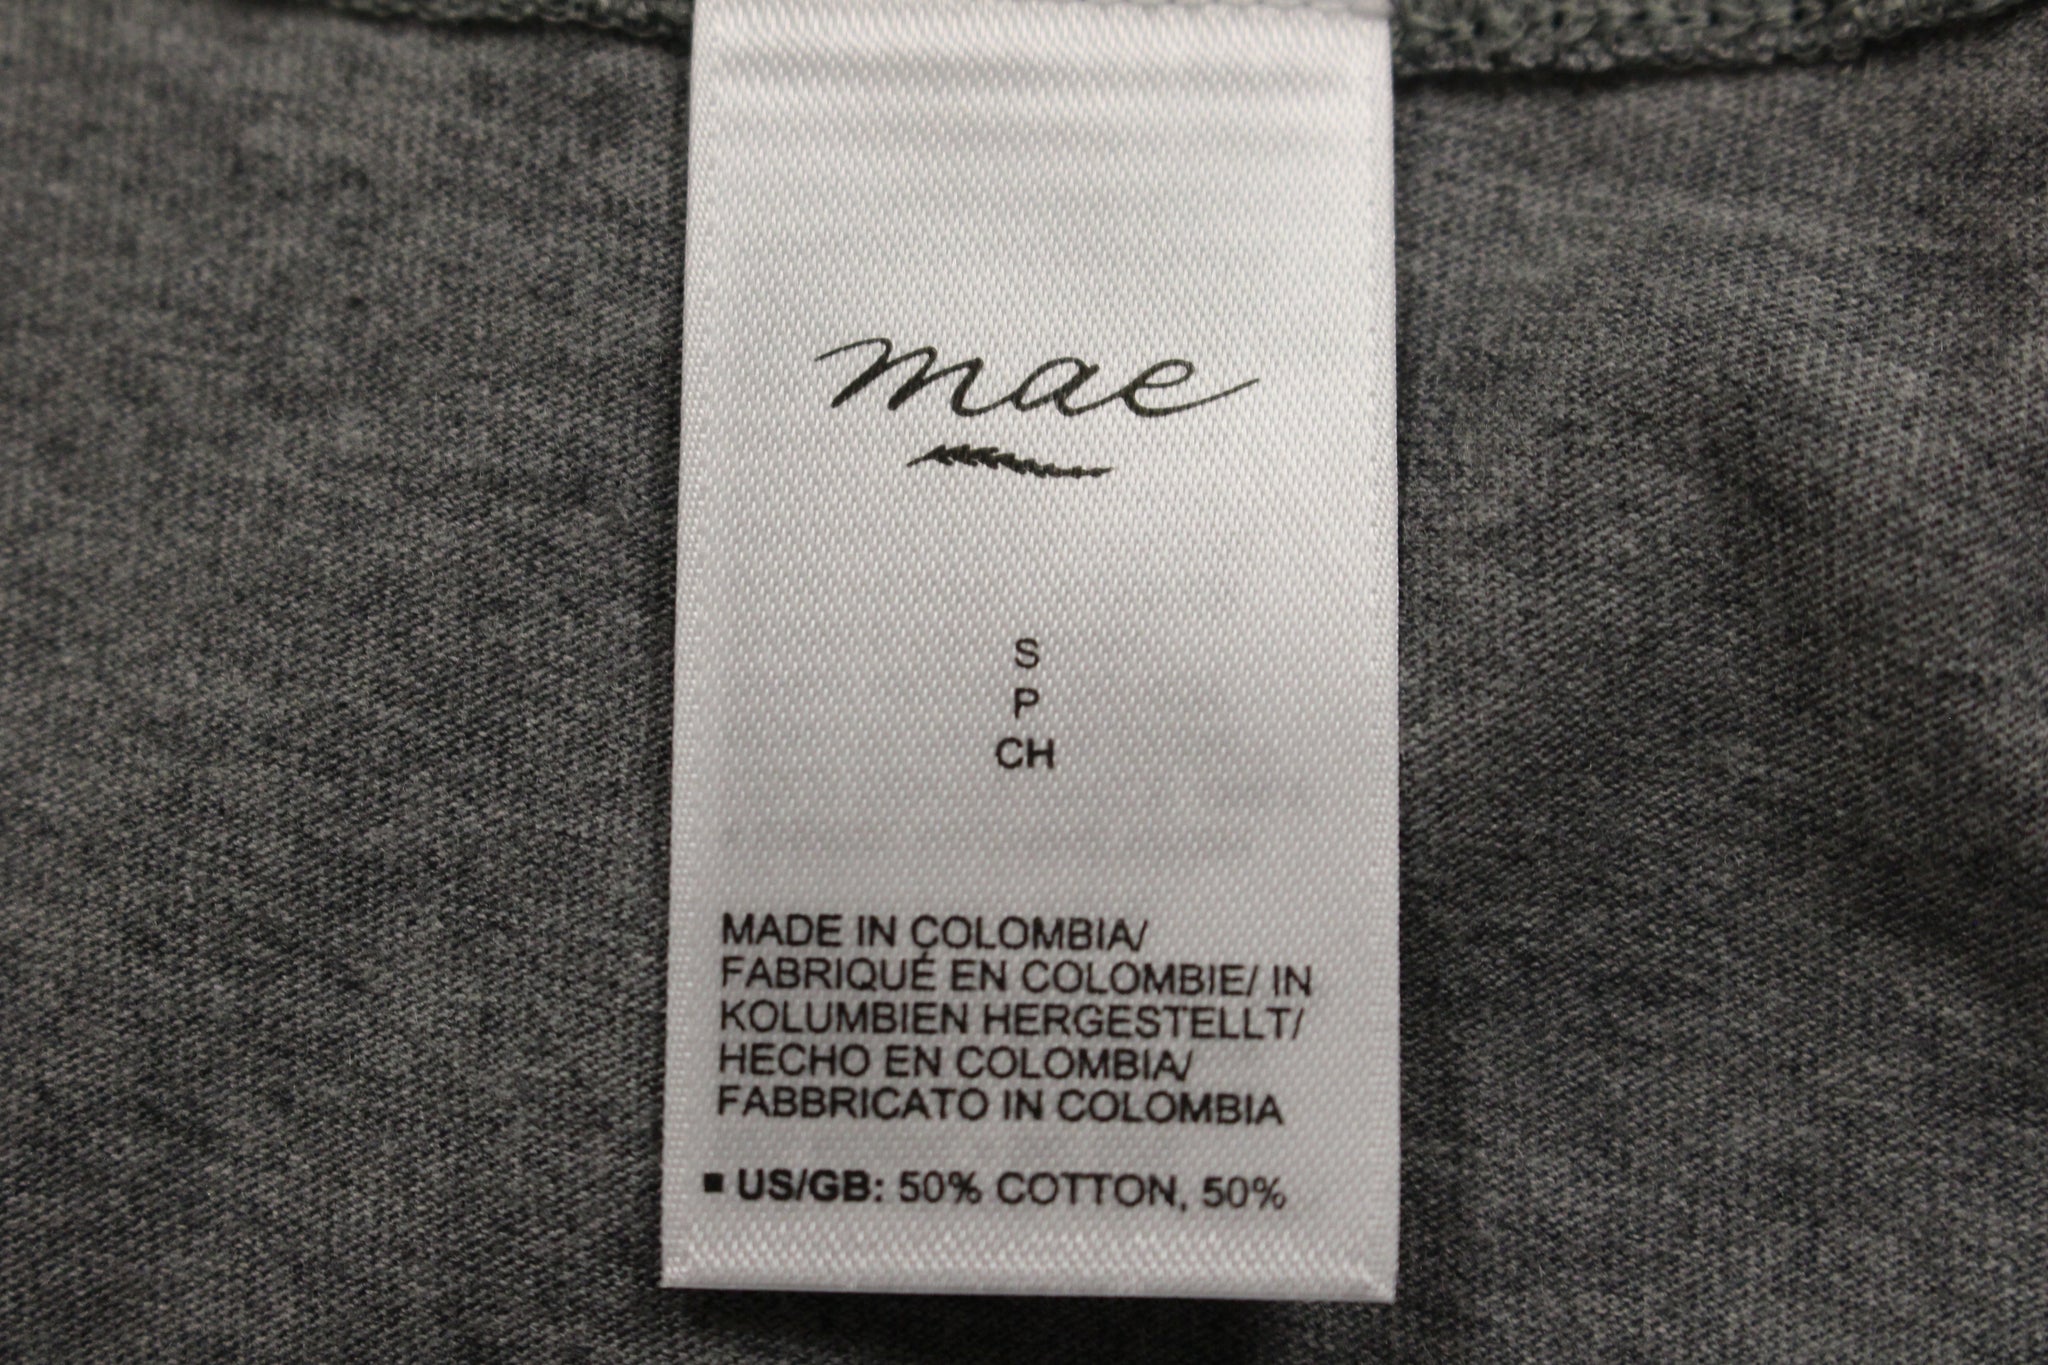 mae
S
P
CH
MADE IN COLOMBIA/
FABRIQUÉ EN COLOMBIE/ IN
KOLUMBIEN HERGESTELLT/
HECHO EN COLOMBIA/
FABBRICATO IN COLOMBIA
▪ US/GB: 50% COTTON, 50%